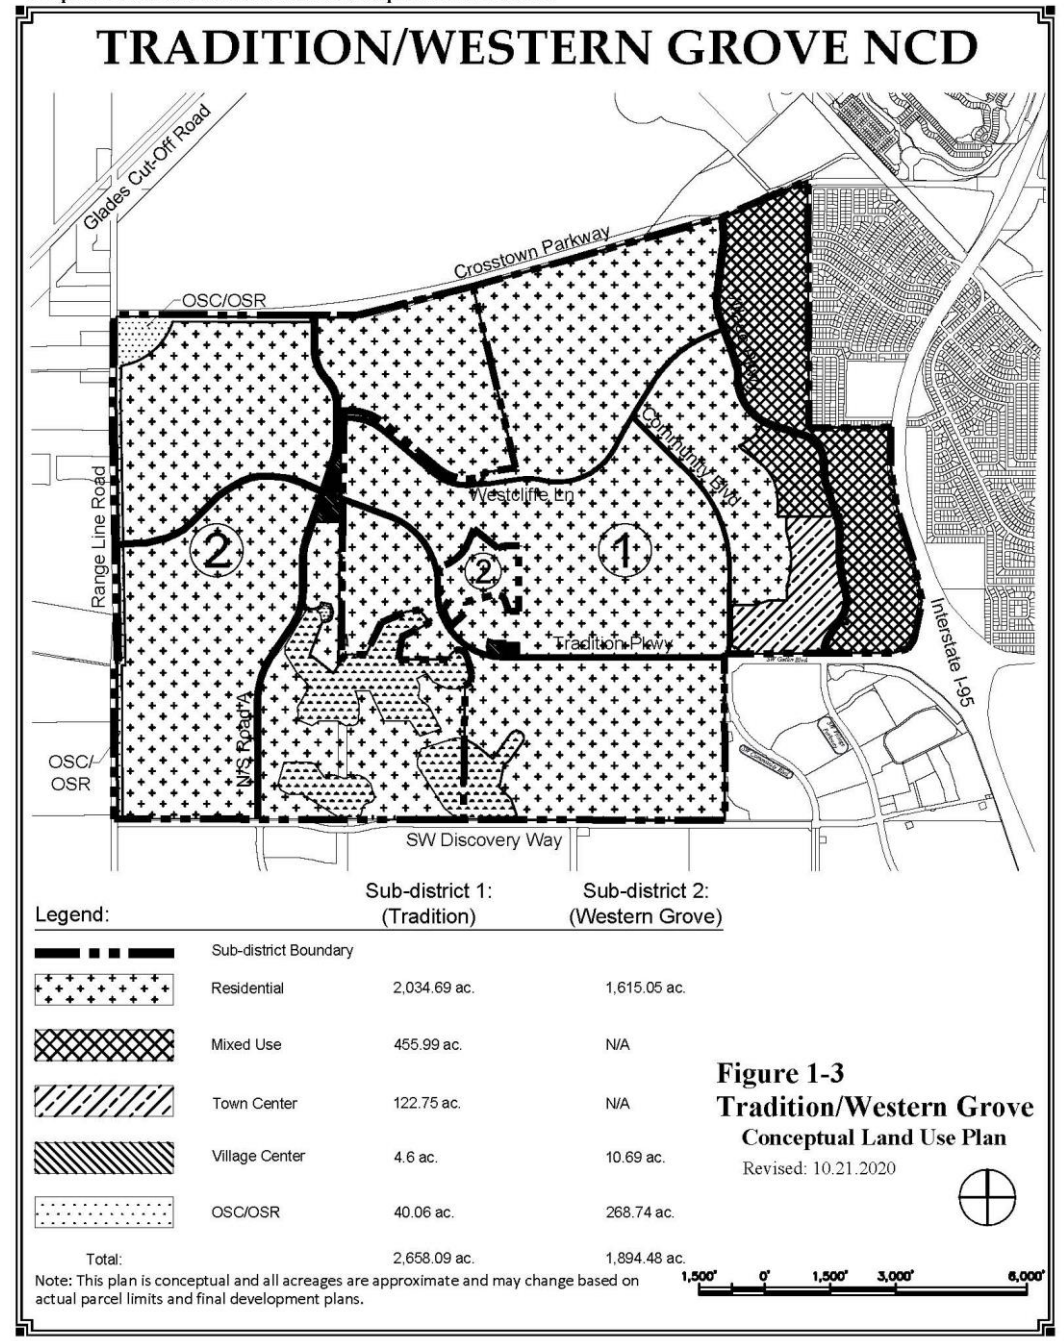 TRADITION/WESTERN GROVE NCD
Glades Cut-Off Road
Crosstown Parkway
OSC/OSR
Community Blvd
Westcliffe Ln
Range Line Road
2
1
2
Tradition Pkwy
Interstate I-95
N/S Road A
OSC/
OSR
SW Discovery Way
Legend:
Sub-district 1:
(Tradition)
Sub-district 2:
(Western Grove)
Sub-district Boundary
Residential 2,034.69 ac. 1,615.05 ac.
Mixed Use 455.99 ac. N/A
Town Center 122.75 ac. N/A
Village Center 4.6 ac. 10.69 ac.
OSC/OSR 40.06 ac. 268.74 ac.
Total: 2,658.09 ac. 1,894.48 ac.
Note: This plan is conceptual and all acreages are approximate and may change based on
actual parcel limits and final development plans.
Figure 1-3
Tradition/Western Grove
Conceptual Land Use Plan
Revised: 10.21.2020
1,500' 0' 1,500' 3,000' 6,000'